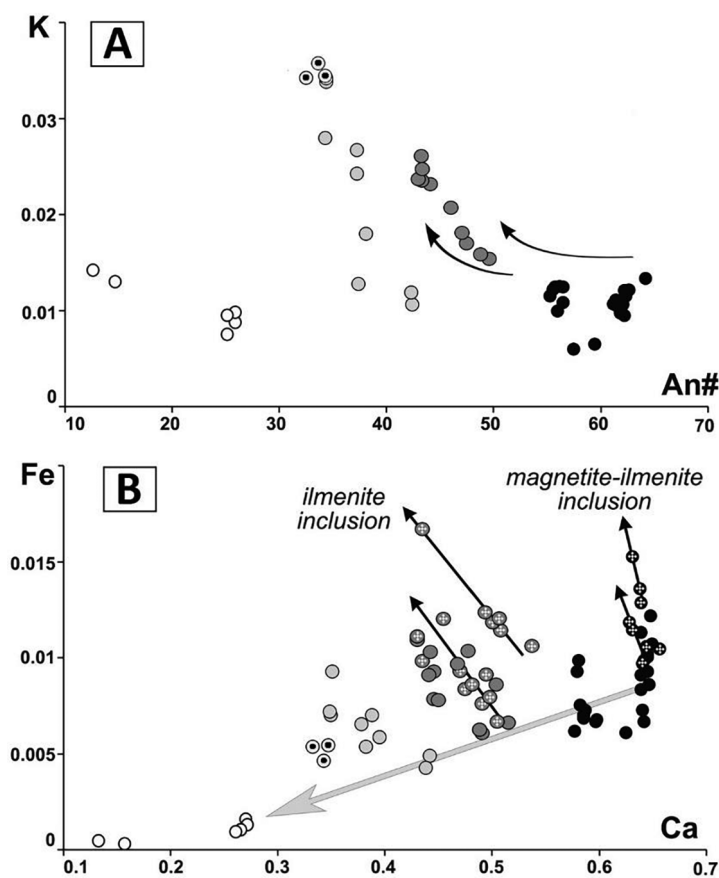 K
A
0.03
0.02
0.01
0
An#
10 20 30 40 50 60 70
Fe
B
ilmenite
inclusion
magnetite-ilmenite
inclusion
0.015
0.01
0.005
0
Ca
0.1 0.2 0.3 0.4 0.5 0.6 0.7